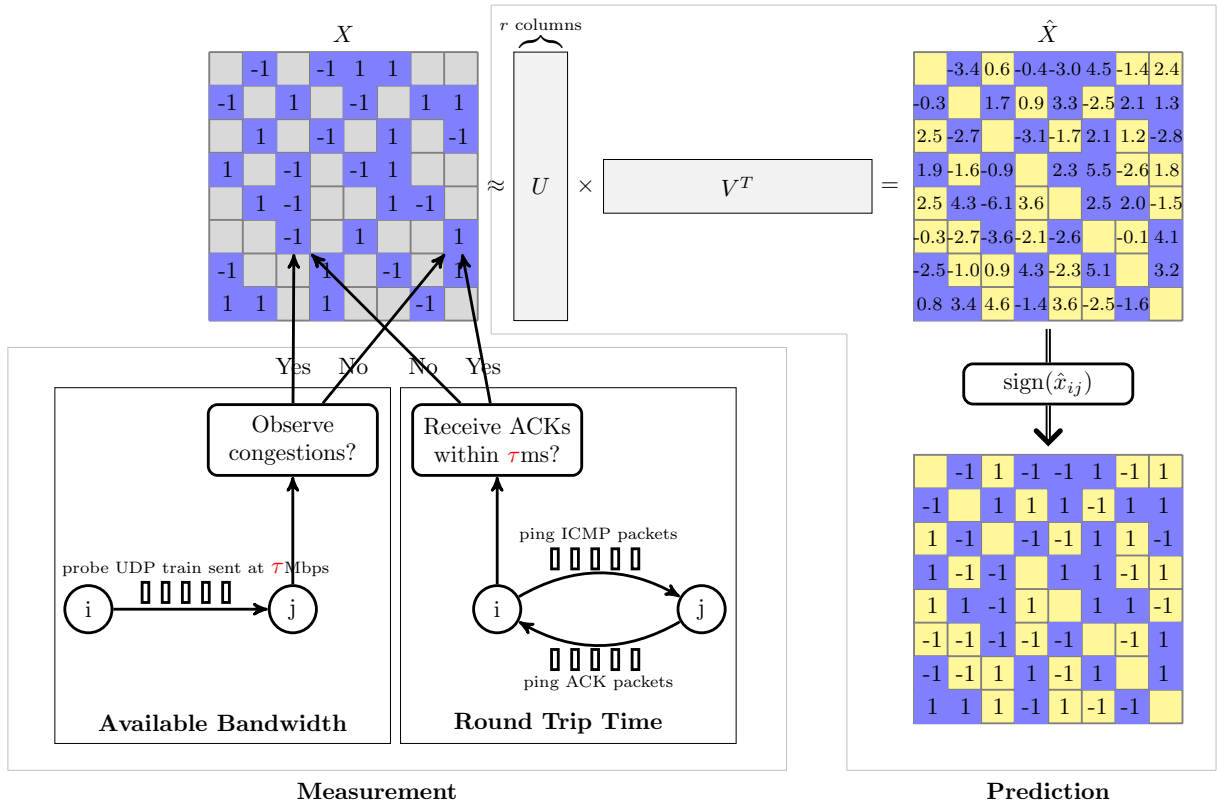 r columns
X
X̂
-1 -1 1 1
-1 1 -1 1 1
1 -1 1 -1
1 -1 -1 1
1 -1 1 -1
-1 1 1
-1 1 -1 1
1 1 1 -1
≈
U
×
V^T
=
-3.4 0.6 -0.4 -3.0 4.5 -1.4 2.4
-0.3 1.7 0.9 3.3 -2.5 2.1 1.3
2.5 -2.7 -3.1 -1.7 2.1 1.2 -2.8
1.9 -1.6 -0.9 2.3 5.5 -2.6 1.8
2.5 4.3 -6.1 3.6 2.5 2.0 -1.5
-0.3 -2.7 -3.6 -2.1 -2.6 -0.1 4.1
-2.5 -1.0 0.9 4.3 -2.3 5.1 3.2
0.8 3.4 4.6 -1.4 3.6 -2.5 -1.6
Yes No No Yes
Observe
congestions?
Receive ACKs
within τms?
probe UDP train sent at τMbps
i
j
Available Bandwidth
ping ICMP packets
i
j
ping ACK packets
Round Trip Time
Measurement
sign(x̂_ij)
-1 1 -1 -1 1 -1 1
-1 1 1 1 -1 1 1
1 -1 -1 -1 1 1 -1
1 -1 -1 1 1 -1 1
1 1 -1 1 1 1 -1
-1 -1 -1 -1 -1 -1 1
-1 -1 1 1 -1 1 1
1 1 1 -1 1 -1 -1
Prediction